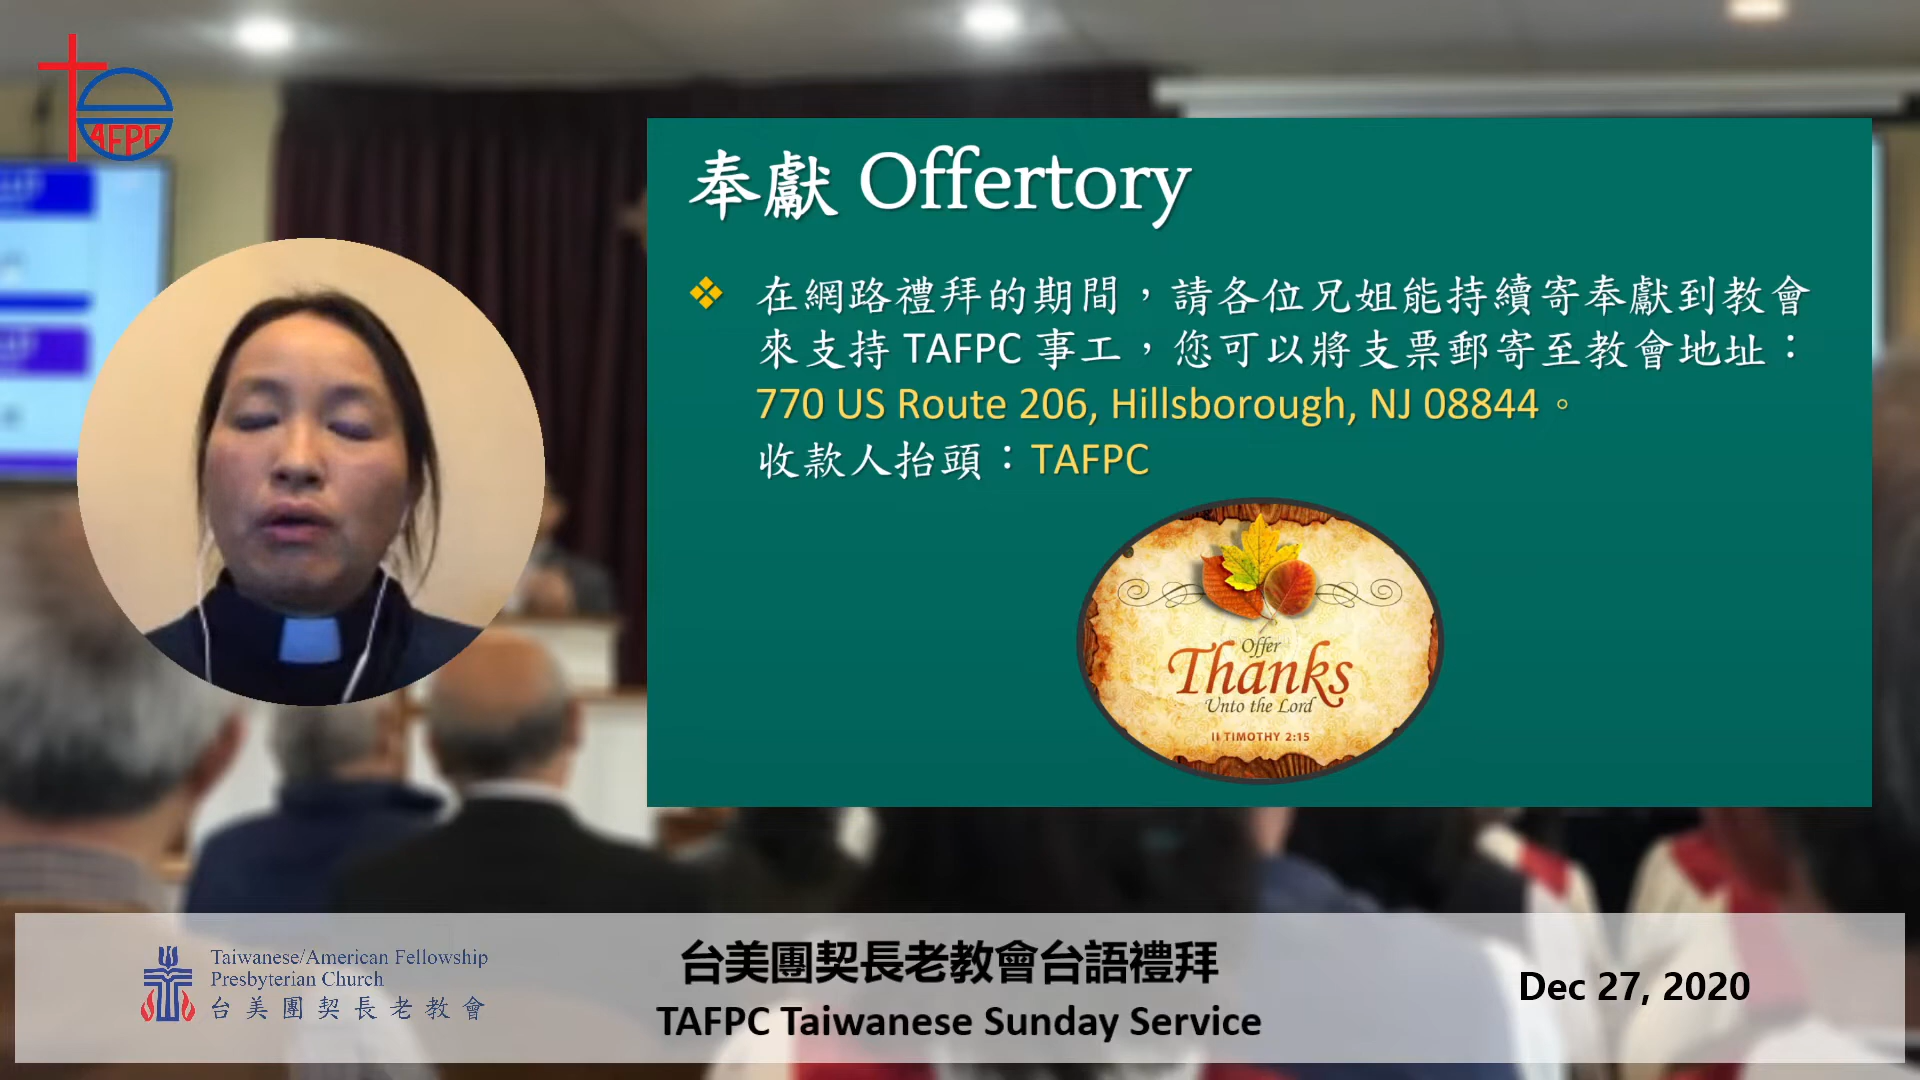 AFPC
奉獻 Offertory
在網路禮拜的期間，請各位兄姐能持續寄奉獻到教會
來支持 TAFPC 事工，您可以將支票郵寄至教會地址：
770 US Route 206, Hillsborough, NJ 08844。
收款人抬頭：TAFPC
Offer
Thanks
Unto the Lord
II TIMOTHY 2:15
Taiwanese/American Fellowship
Presbyterian Church
台美團契長老教會
台美團契長老教會台語禮拜
TAFPC Taiwanese Sunday Service
Dec 27, 2020